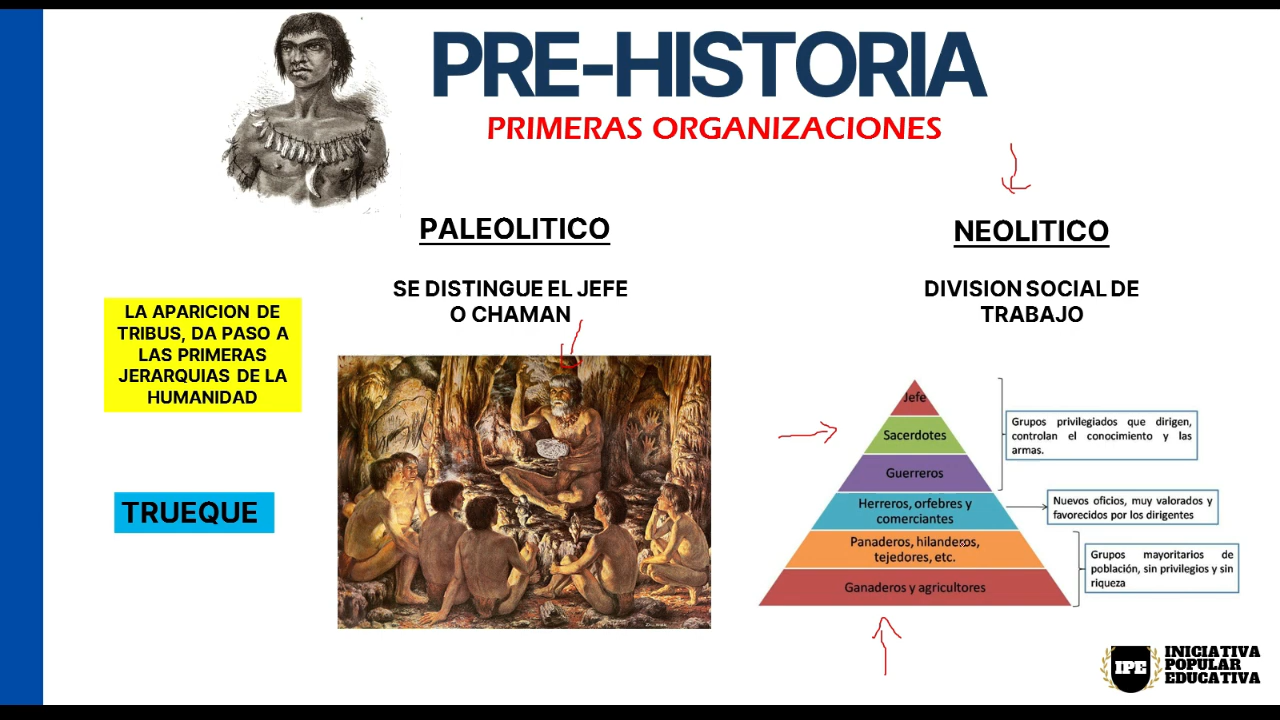 PRE-HISTORIA
PRIMERAS ORGANIZACIONES
PALEOLITICO
SE DISTINGUE EL JEFE
O CHAMAN
LA APARICION DE
TRIBUS, DA PASO A
LAS PRIMERAS
JERARQUIAS DE LA
HUMANIDAD
TRUEQUE
NEOLITICO
DIVISION SOCIAL DE
TRABAJO
Jefe
Sacerdotes
Guerreros
Herreros, orfebres y
comerciantes
Panaderos, hilanderos,
tejedores, etc.
Ganaderos y agricultores
Grupos privilegiados que dirigen,
controlan el conocimiento y las
armas.
Nuevos oficios, muy valorados y
favorecidos por los dirigentes
Grupos mayoritarios de
población, sin privilegios y sin
riqueza
IPE
INICIATIVA
POPULAR
EDUCATIVA